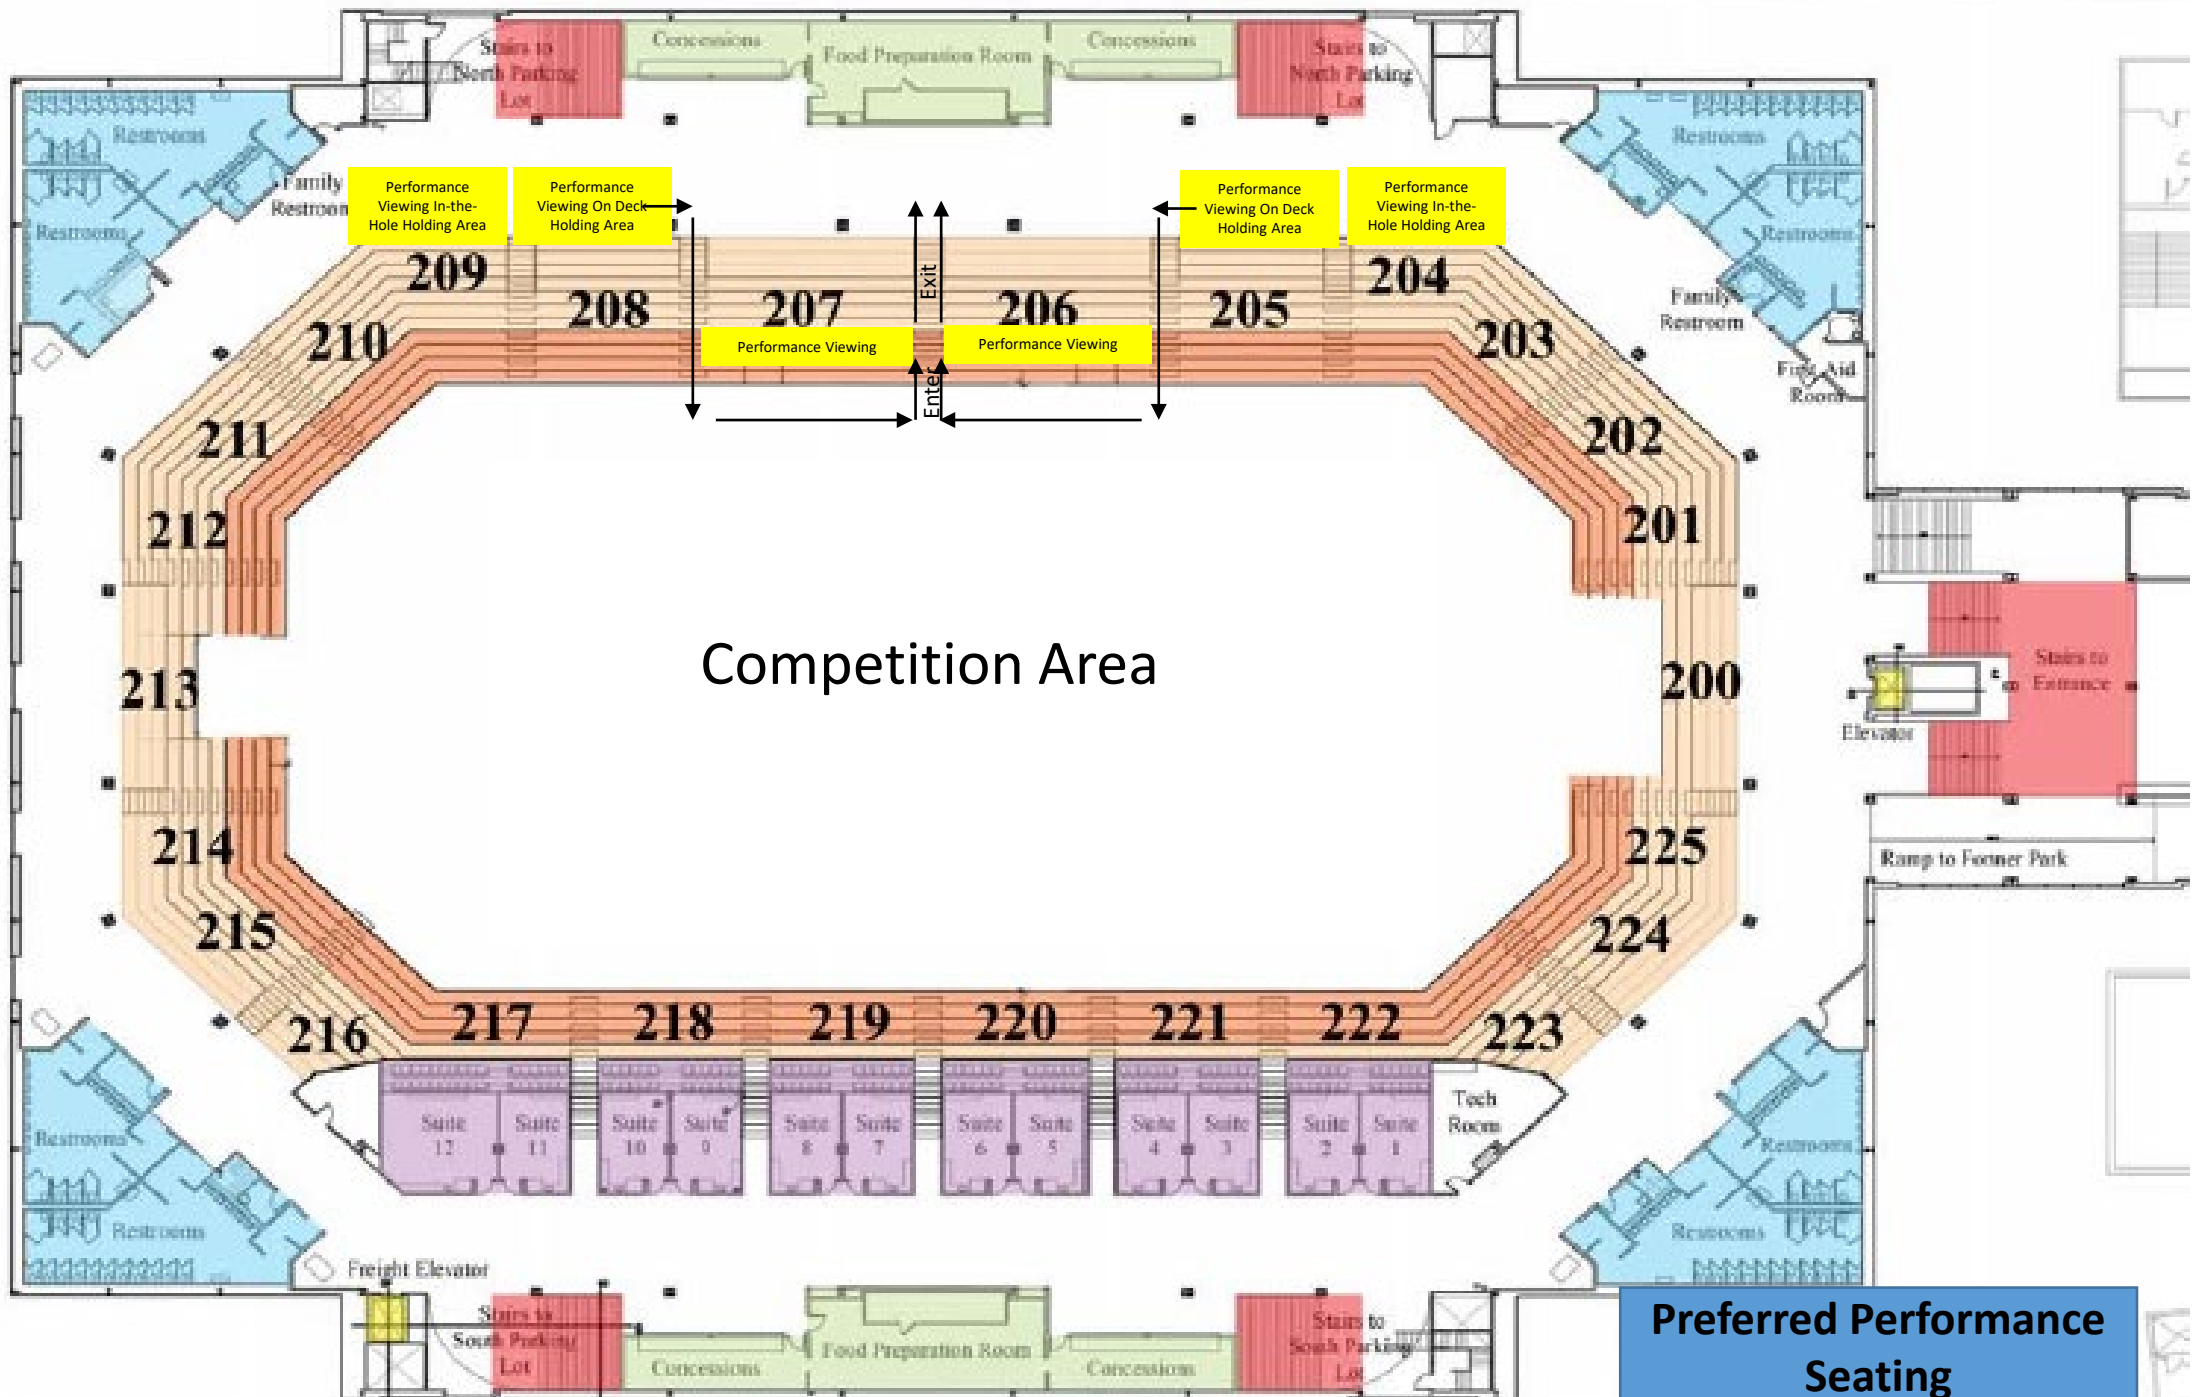 Stairs to
North Parking
Lot
Concessions
Food Preparation Room
Concessions
Stairs to
North Parking
Lot
Restrooms
Restrooms
Family
Restroom
Performance
Viewing In-the-
Hole Holding Area
Performance
Viewing On Deck
Holding Area
Performance
Viewing On Deck
Holding Area
Performance
Viewing In-the-
Hole Holding Area
Restrooms
Restrooms
Family
Restroom
First Aid
Room
209
208
207
Exit
206
205
204
210
Performance Viewing
Performance Viewing
203
Enter
211
202
212
201
Competition Area
213
200
Stairs to
Entrance
Elevator
214
225
Ramp to Fonner Park
215
224
216
217
218
219
220
221
222
223
Suite
12
Suite
11
Suite
10
Suite
9
Suite
8
Suite
7
Suite
6
Suite
5
Suite
4
Suite
3
Suite
2
Suite
1
Tech
Room
Restrooms
Restrooms
Restrooms
Restrooms
Freight Elevator
Stairs to
South Parking
Lot
Concessions
Food Preparation Room
Concessions
Stairs to
South Parking
Lot
Preferred Performance
Seating